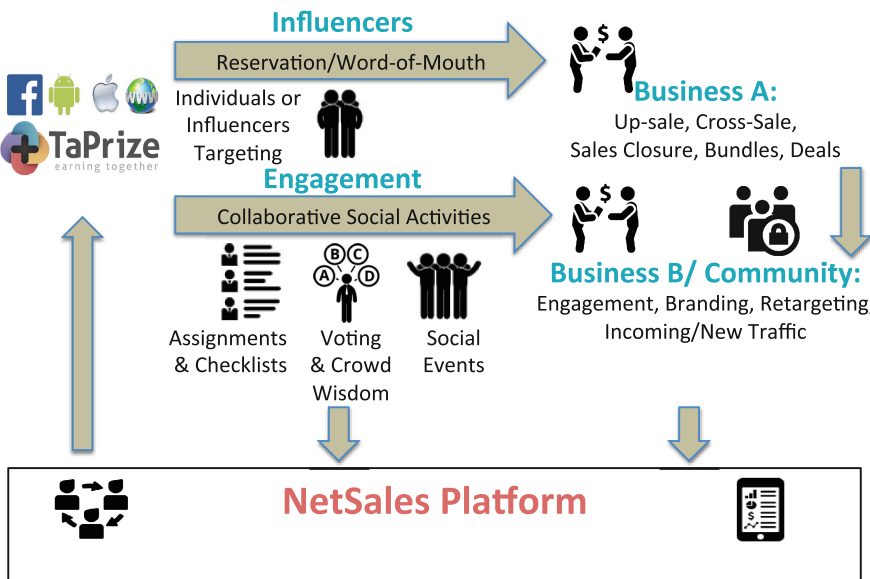 Influencers
Reservation/Word-of-Mouth
Individuals or
Influencers
Targeting
www
TaPrize
earning together
Business A:
Up-sale, Cross-Sale,
Sales Closure, Bundles, Deals
Engagement
Collaborative Social Activities
$
$
A
B
C
D
Business B/ Community:
Engagement, Branding, Retargeting,
Incoming/New Traffic
Assignments
& Checklists
Voting
& Crowd
Wisdom
Social
Events
NetSales Platform
$